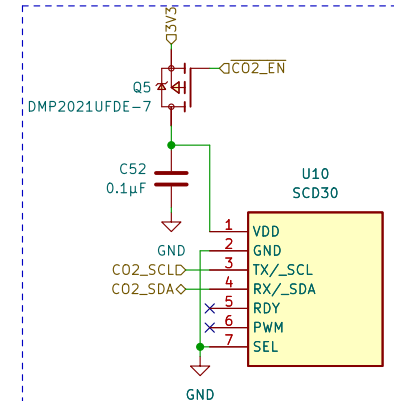 3V3
CO2_EN
Q5
DMP2021UFDE-7
C52
0.1µF
U10
SCD30
GND
CO2_SCL
CO2_SDA
1 VDD
2 GND
3 TX/_SCL
4 RX/_SDA
5 RDY
6 PWM
7 SEL
GND